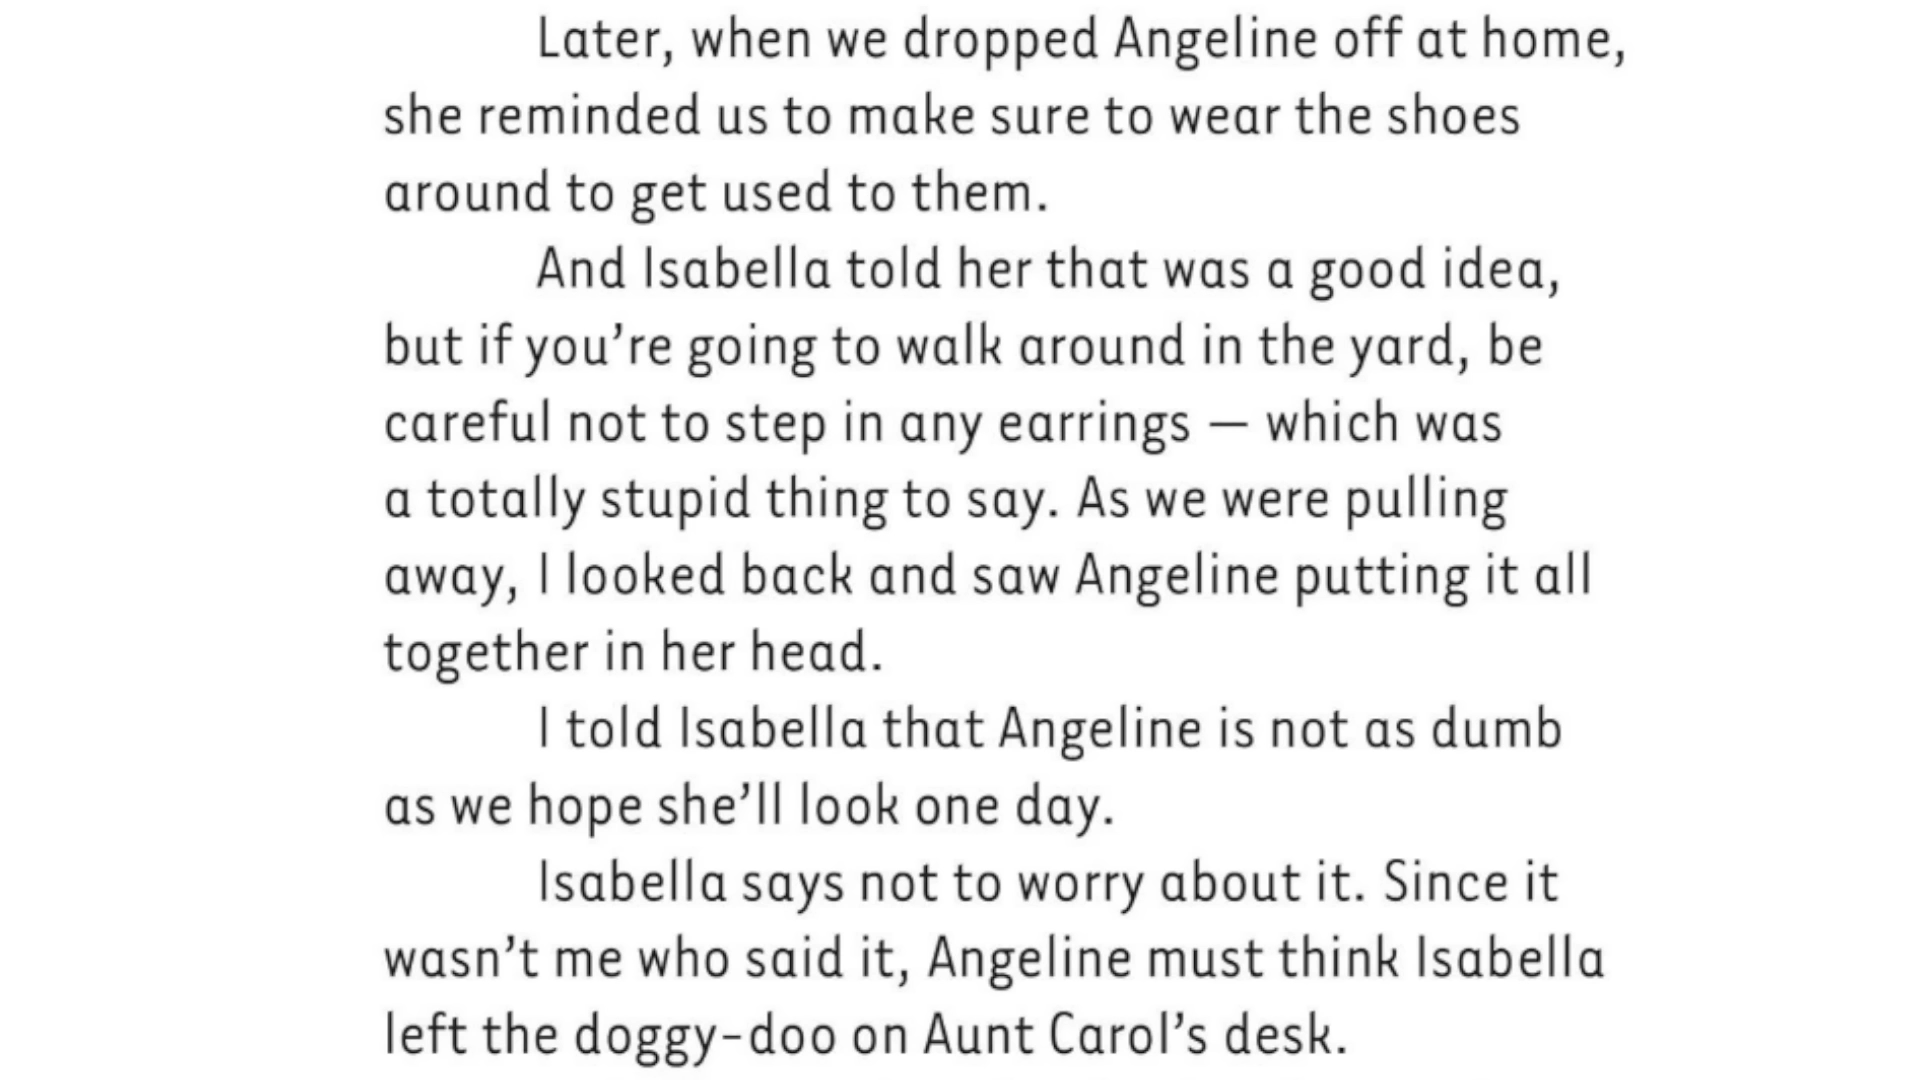 Later, when we dropped Angeline off at home,
she reminded us to make sure to wear the shoes
around to get used to them.
And Isabella told her that was a good idea,
but if you’re going to walk around in the yard, be
careful not to step in any earrings — which was
a totally stupid thing to say. As we were pulling
away, I looked back and saw Angeline putting it all
together in her head.
I told Isabella that Angeline is not as dumb
as we hope she’ll look one day.
Isabella says not to worry about it. Since it
wasn’t me who said it, Angeline must think Isabella
left the doggy-doo on Aunt Carol’s desk.